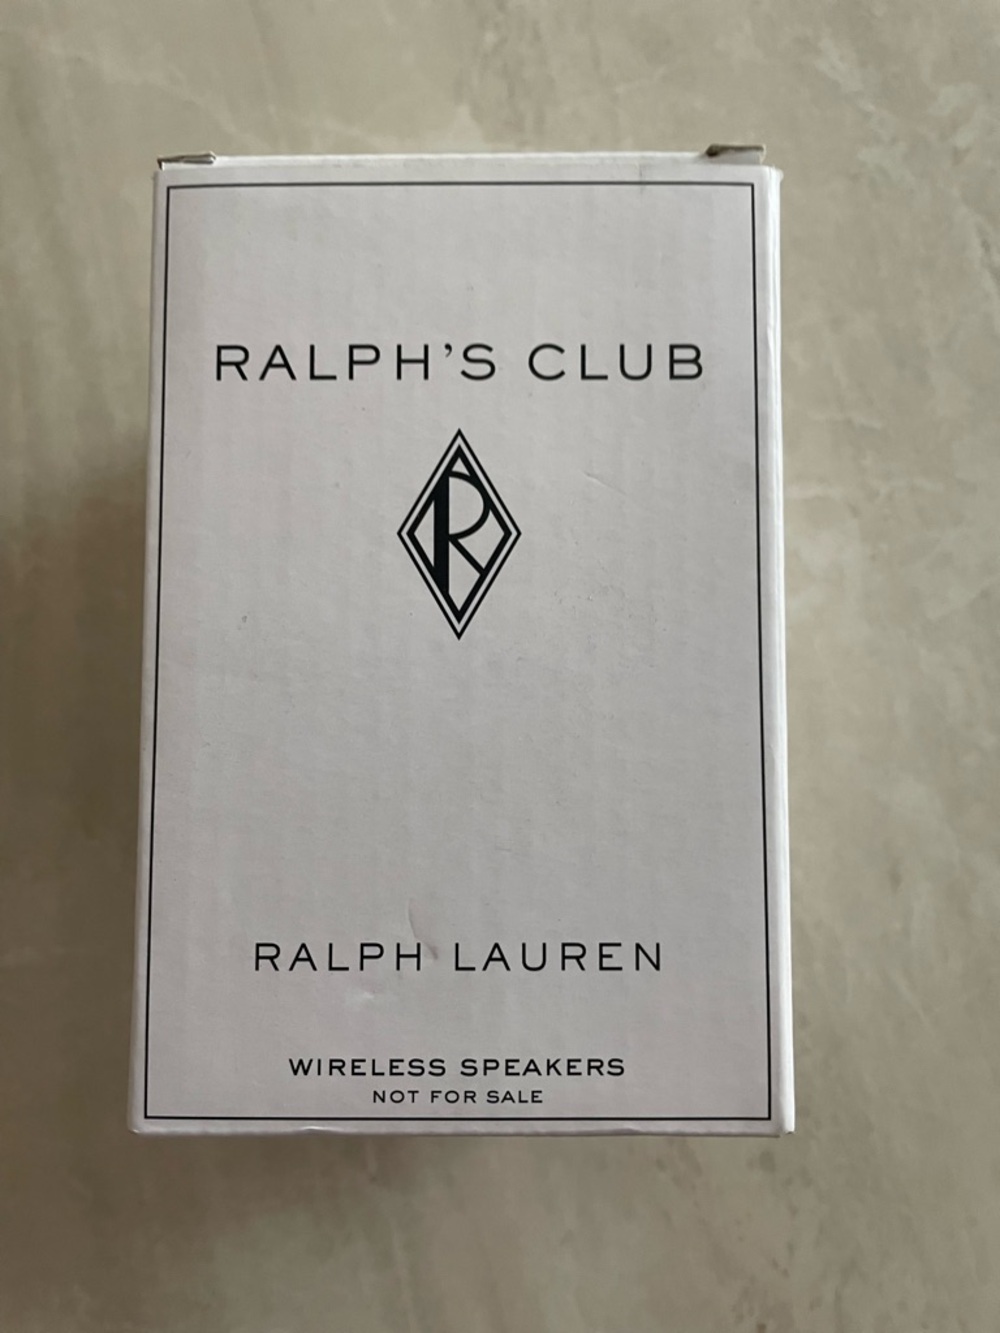 RALPH'S CLUB
R
RALPH LAUREN
WIRELESS SPEAKERS
NOT FOR SALE